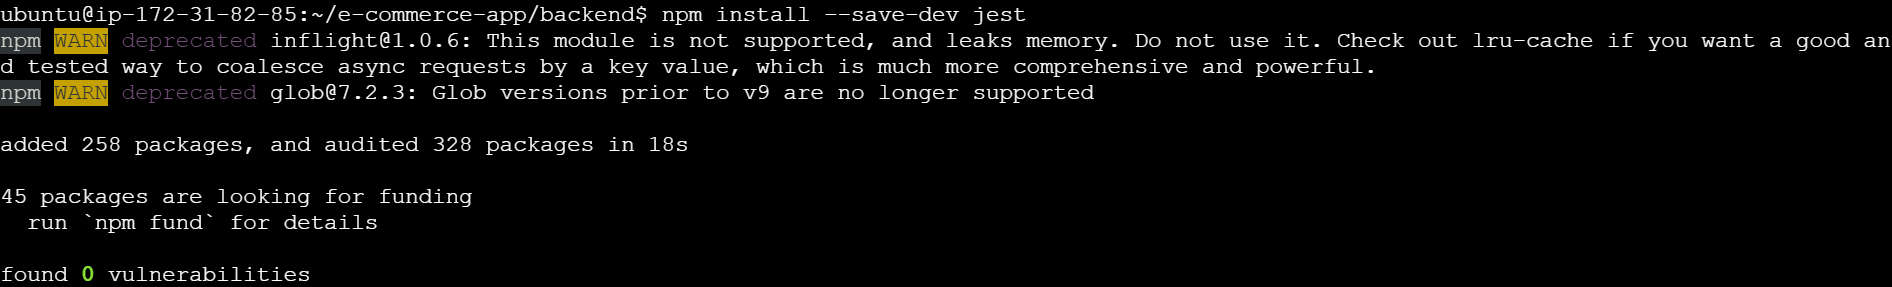 ubuntu@ip-172-31-82-85:~/e-commerce-app/backend$ npm install --save-dev jest
npm WARN deprecated inflight@1.0.6: This module is not supported, and leaks memory. Do not use it. Check out lru-cache if you want a good an
d tested way to coalesce async requests by a key value, which is much more comprehensive and powerful.
npm WARN deprecated glob@7.2.3: Glob versions prior to v9 are no longer supported
added 258 packages, and audited 328 packages in 18s
45 packages are looking for funding
  run `npm fund` for details
found 0 vulnerabilities